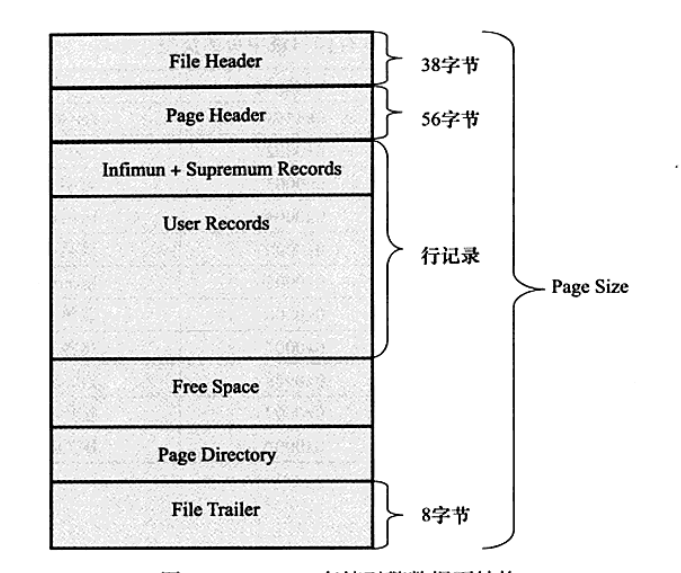 File Header
38字节
Page Header
56字节
Infimun + Supremum Records
User Records
行记录
Page Size
Free Space
Page Directory
File Trailer
8字节